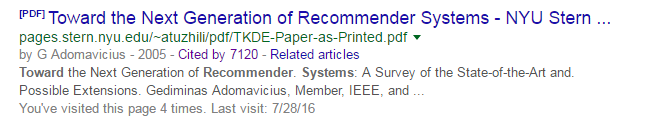 [PDF] Toward the Next Generation of Recommender Systems - NYU Stern ...
pages.stern.nyu.edu/~atuzhili/pdf/TKDE-Paper-as-Printed.pdf
by G Adomavicius - 2005 - Cited by 7120 - Related articles
Toward the Next Generation of Recommender. Systems: A Survey of the State-of-the-Art and.
Possible Extensions. Gediminas Adomavicius, Member, IEEE, and ...
You've visited this page 4 times. Last visit: 7/28/16